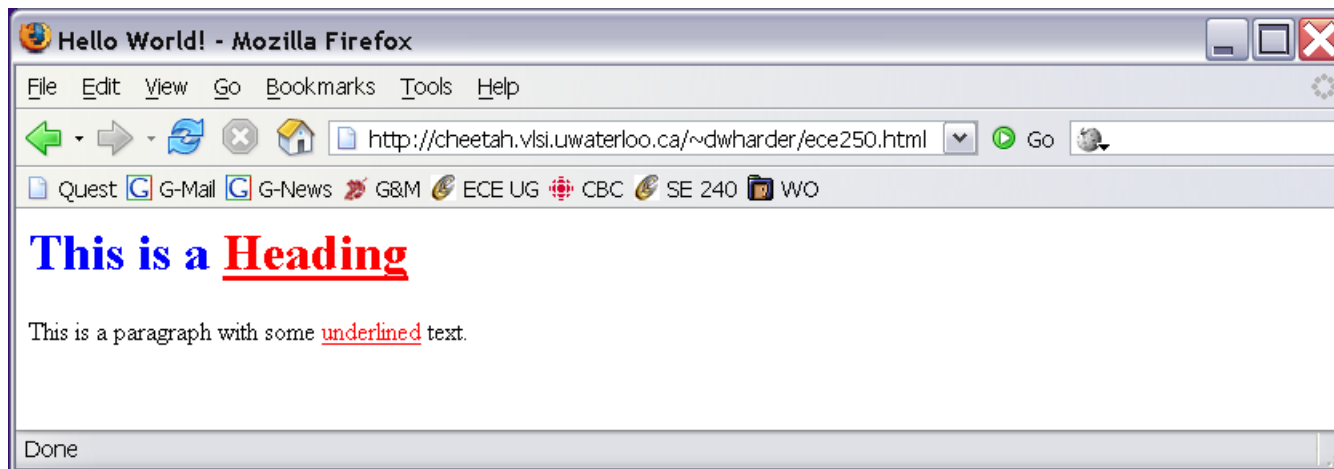 Hello World! - Mozilla Firefox
File Edit View Go Bookmarks Tools Help
http://cheetah.vlsi.uwaterloo.ca/~dwharder/ece250.html Go
Quest G G-Mail G G-News G&M ECE UG CBC SE 240 WO
This is a Heading
This is a paragraph with some underlined text.
Done